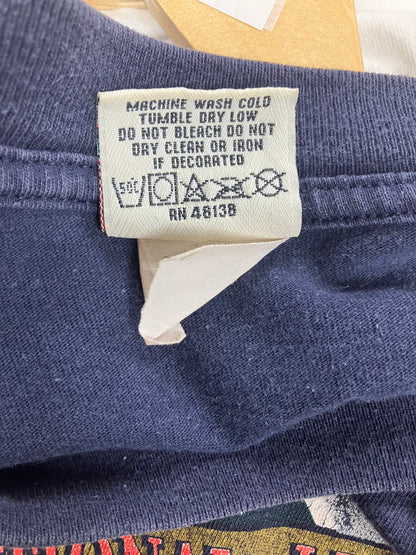 MACHINE WASH COLD
TUMBLE DRY LOW
DO NOT BLEACH DO NOT
DRY CLEAN OR IRON
IF DECORATED
50°C
RN 48138